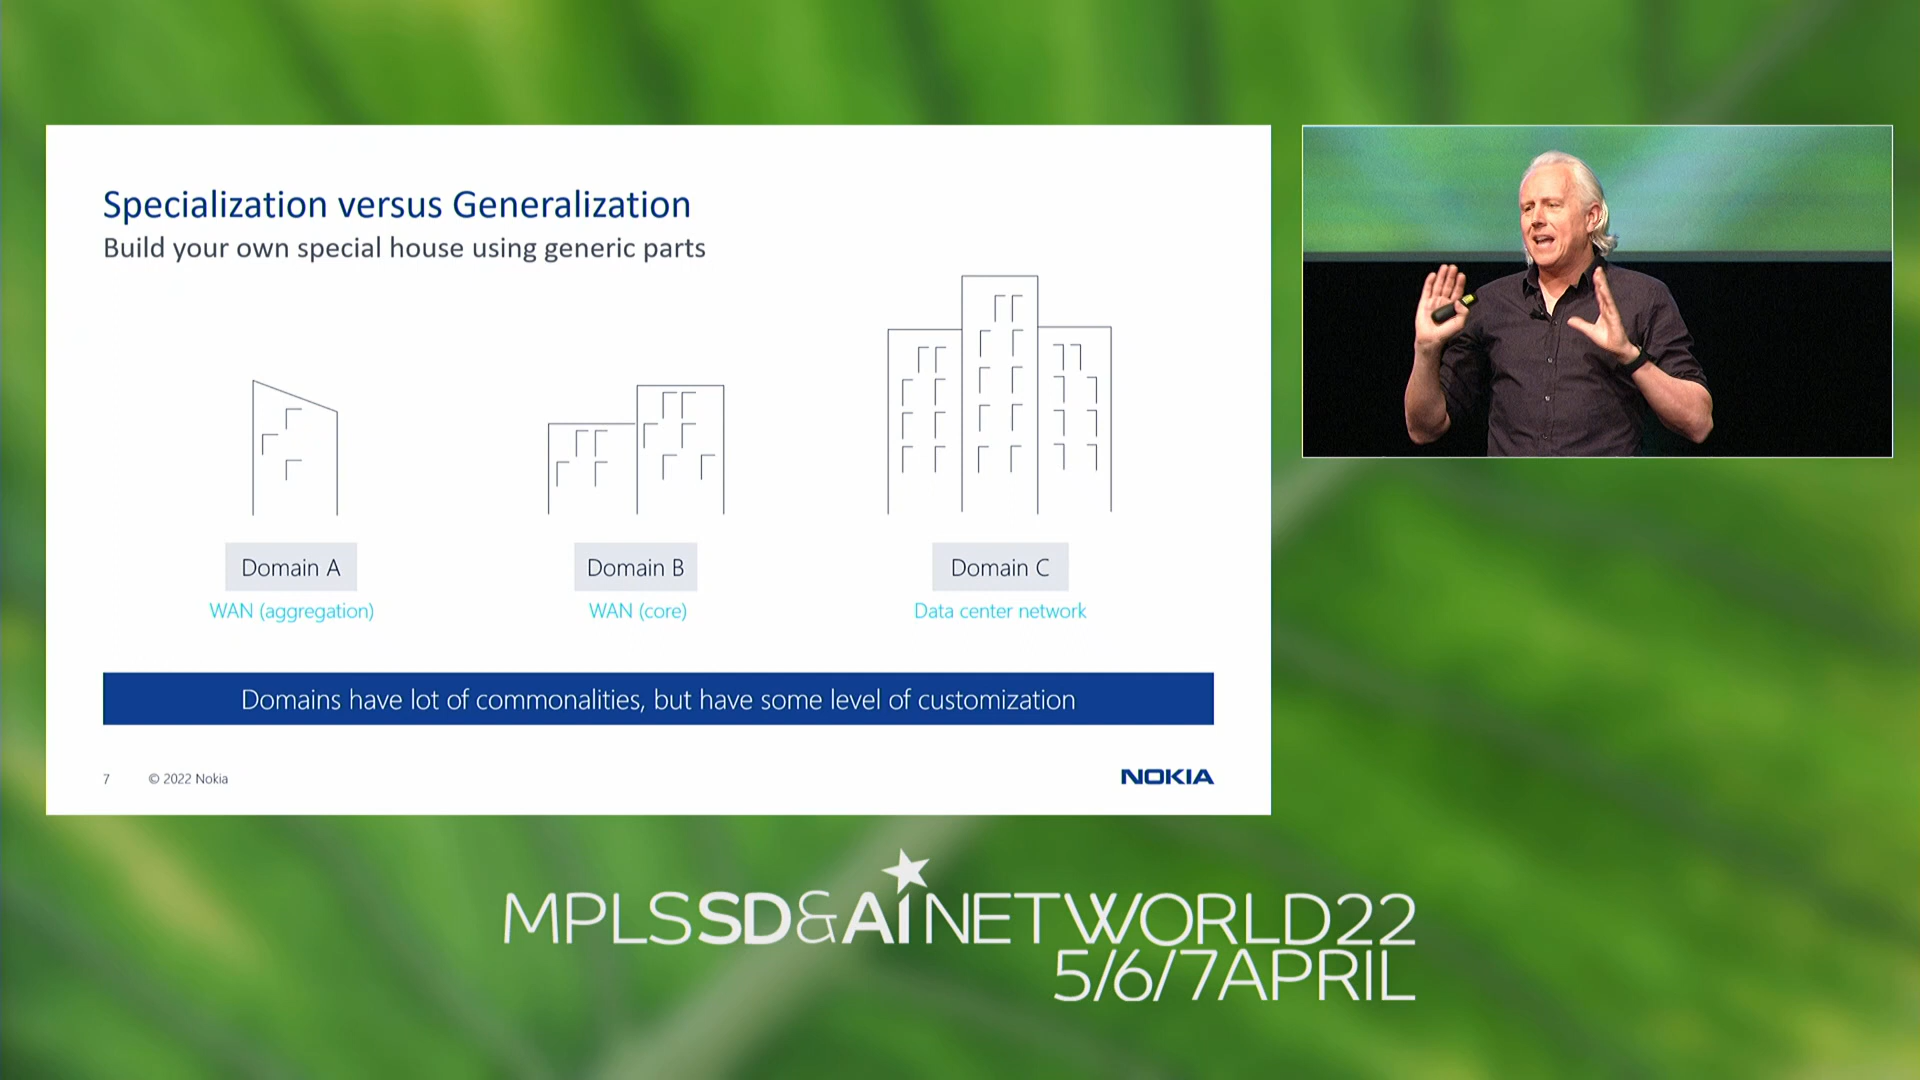 Specialization versus Generalization
Build your own special house using generic parts
Domain A
Domain B
Domain C
WAN (aggregation)
WAN (core)
Data center network
Domains have lot of commonalities, but have some level of customization
7
© 2022 Nokia
NOKIA
MPLSSD&AiNETWORLD22
5/6/7APRIL